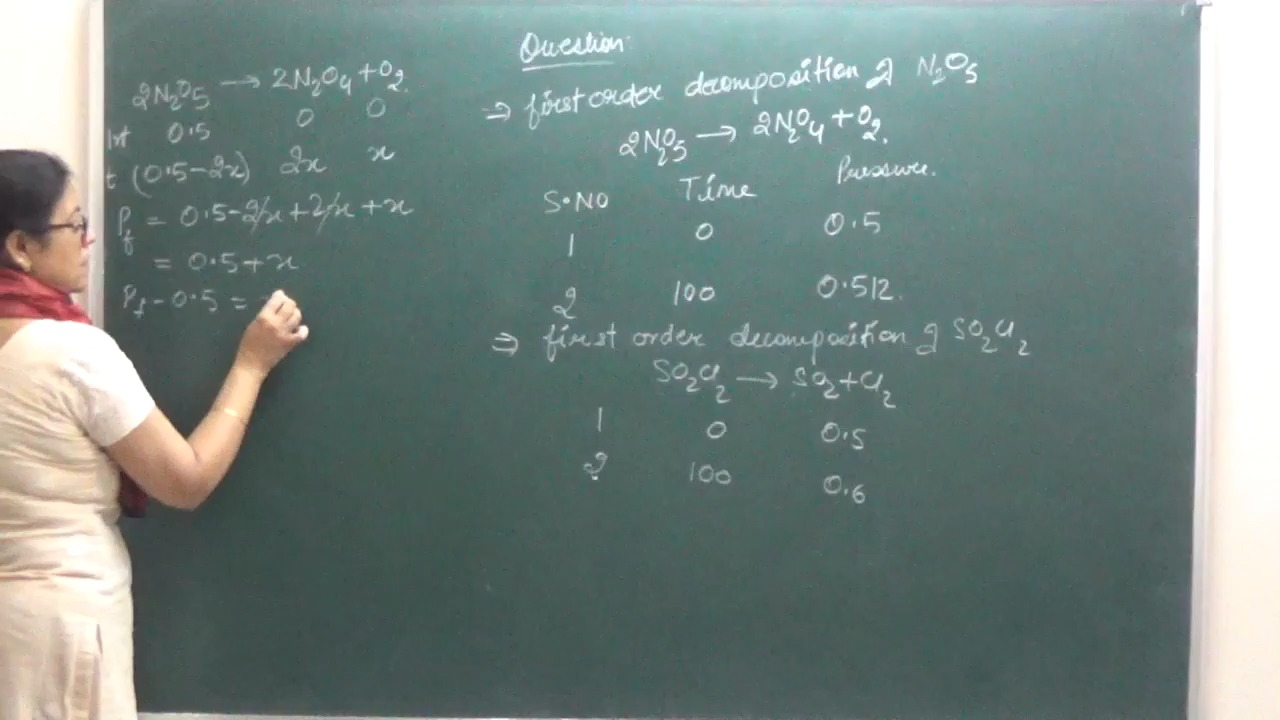 2N₂O₅ → 2N₂O₄ + O₂.
Int 0.5 0 0
t (0.5-2x) 2x x
Pt = 0.5-2x+2x+x
= 0.5+x
Pt - 0.5 =
Question:
⇒ first order decomposition of N₂O₅
2N₂O₅ → 2N₂O₄ + O₂.
S.NO Time Pressure.
1 0 0.5
2 100 0.512.
⇒ first order decomposition of SO₂Cl₂
SO₂Cl₂ → SO₂+Cl₂
1 0 0.5
2 100 0.6